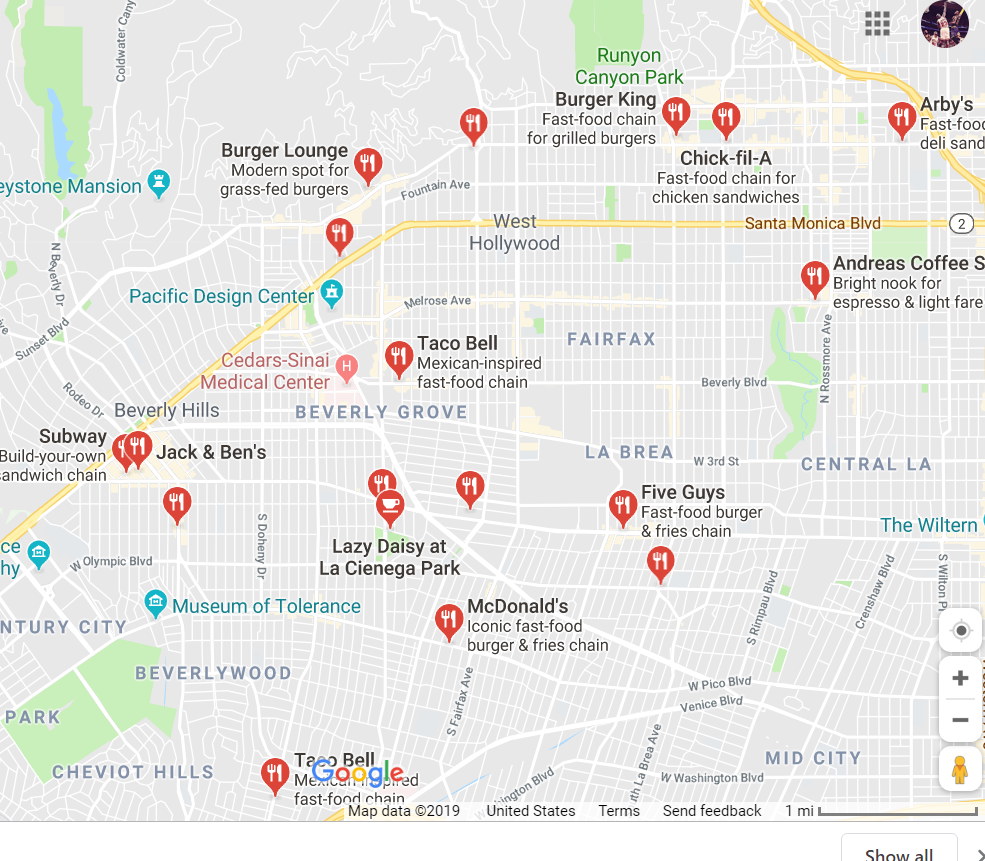 Coldwater Cany
Runyon
Canyon Park
Burger King
Fast-food chain
for grilled burgers
Arby's
Fast-food
deli sand
Chick-fil-A
Fast-food chain for
chicken sandwiches
Burger Lounge
Modern spot for
grass-fed burgers
eystone Mansion
Fountain Ave
West
Hollywood
Santa Monica Blvd
2
N Beverly Dr
Andreas Coffee S
Bright nook for
espresso & light fare
Pacific Design Center
Melrose Ave
Sunset Blvd
FAIRFAX
N Rossmore Ave
Taco Bell
Mexican-inspired
fast-food chain
Cedars-Sinai
Medical Center
H
Rodeo Dr
Beverly Blvd
Beverly Hills
BEVERLY GROVE
Subway
Build-your-own
sandwich chain
Jack & Ben's
LA BREA
W 3rd St
CENTRAL LA
Five Guys
Fast-food burger
& fries chain
The Wiltern
S Doheny Dr
Lazy Daisy at
La Cienega Park
ce
hy
W Olympic Blvd
Museum of Tolerance
McDonald's
Iconic fast-food
burger & fries chain
S Rimpau Blvd
Crenshaw Blvd
S Wilton P
NTURY CITY
BEVERLYWOOD
S Fairfax Ave
W Pico Blvd
Venice Blvd
PARK
CHEVIOT HILLS
Taco Bell
Mexican-inspired
fast-food chain
Google
ington Blvd
th La Brea Ave
W Washington Blvd
MID CITY
Map data ©2019 United States Terms Send feedback 1 mi
Show all